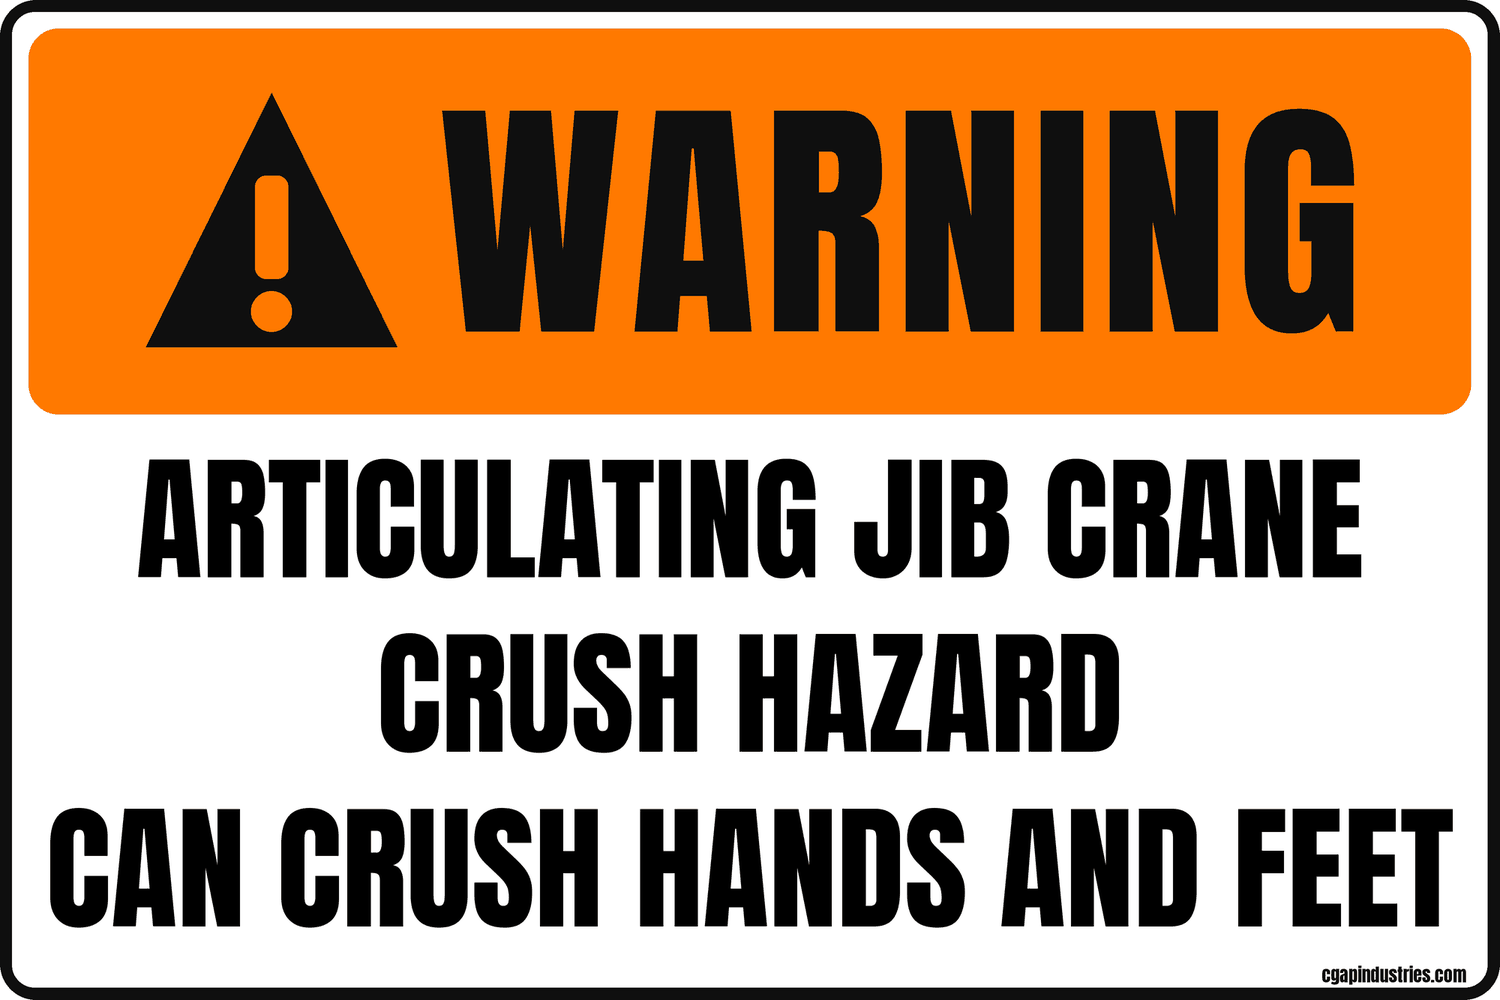 WARNING
ARTICULATING JIB CRANE
CRUSH HAZARD
CAN CRUSH HANDS AND FEET
cgapindustries.com